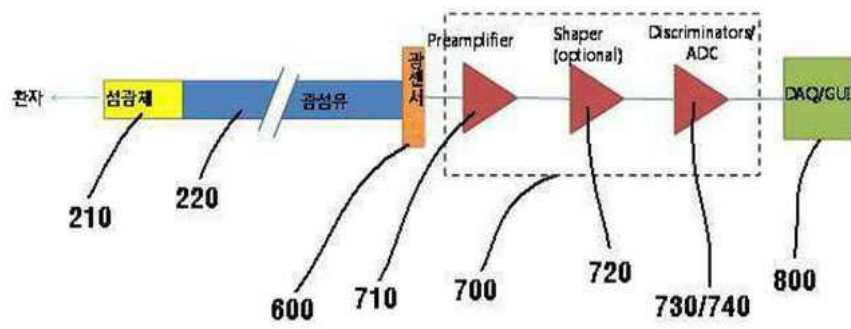 Preamplifier
Shaper
(optional)
Discriminators/
ADC
환자
섬광체
광섬유
광센서
DAQ/GUI
210
220
600
710
700
720
730/740
800